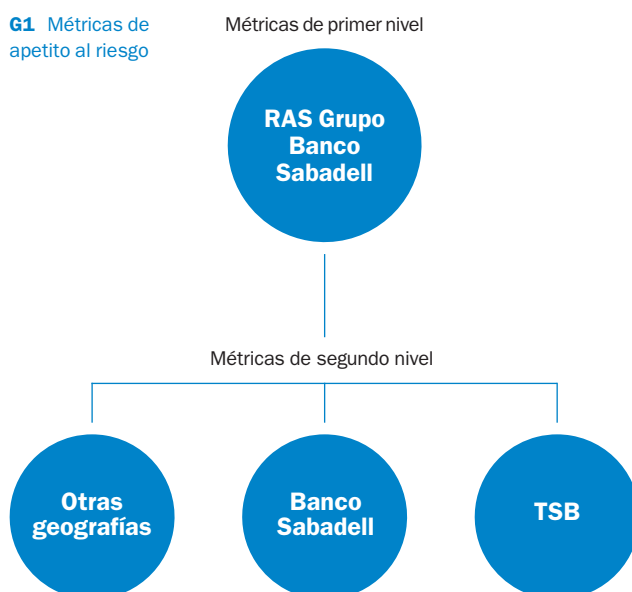 G1 Métricas de
apetito al riesgo
Métricas de primer nivel
RAS Grupo
Banco
Sabadell
Métricas de segundo nivel
Otras
geografías
Banco
Sabadell
TSB